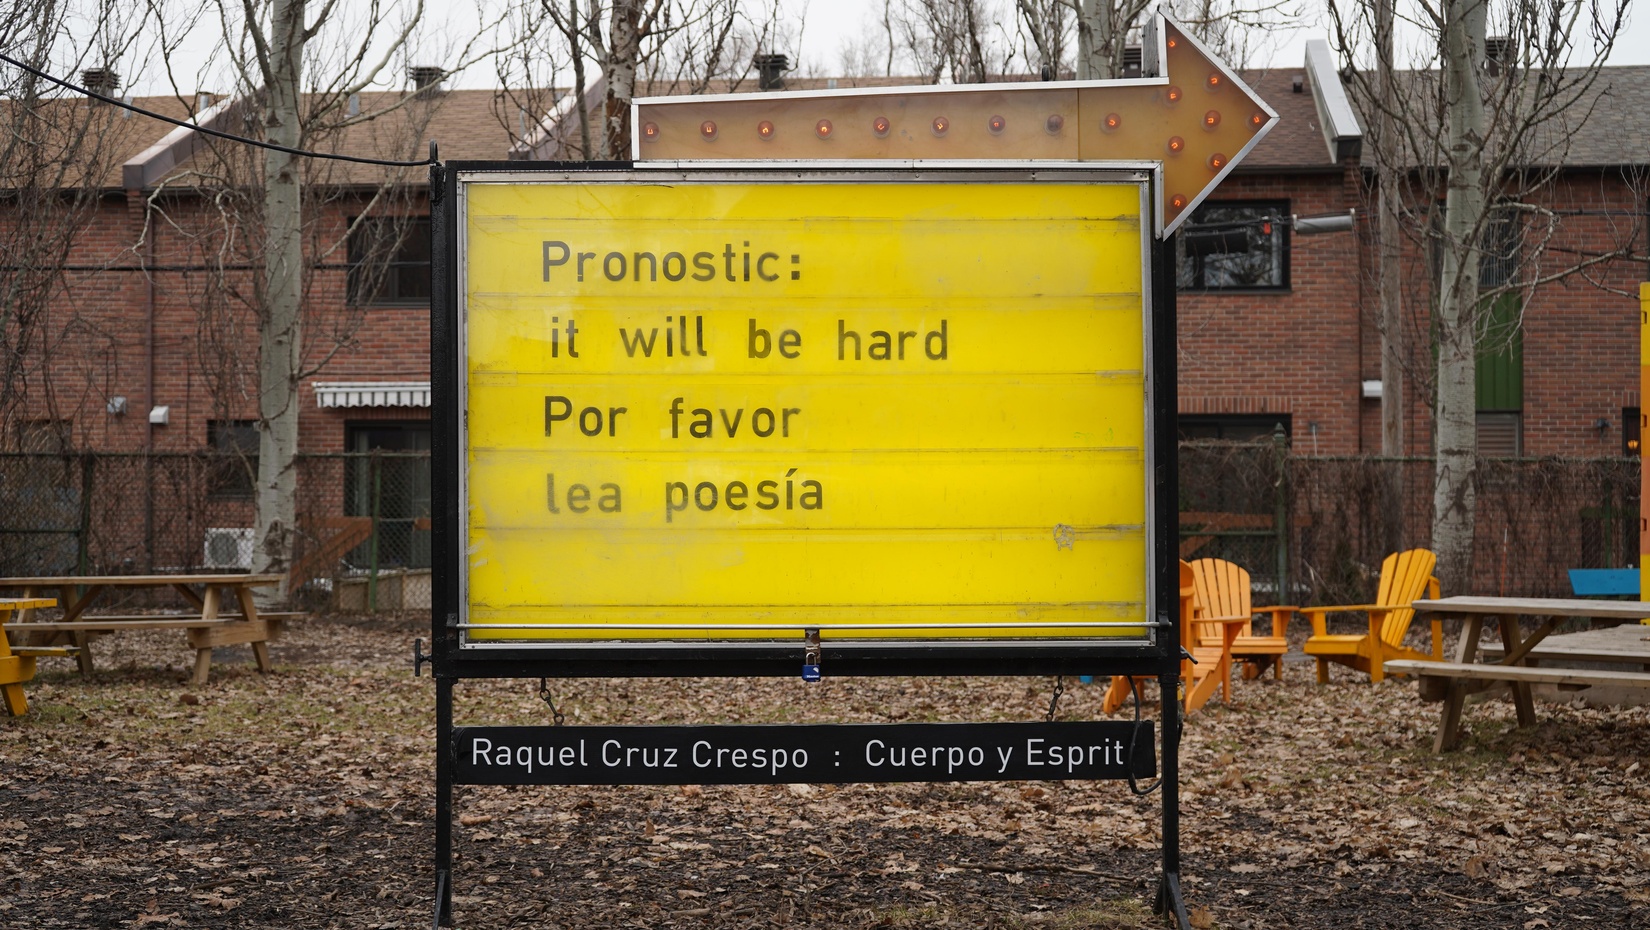 Pronostic:
it will be hard
Por favor
lea poesía
Raquel Cruz Crespo : Cuerpo y Esprit